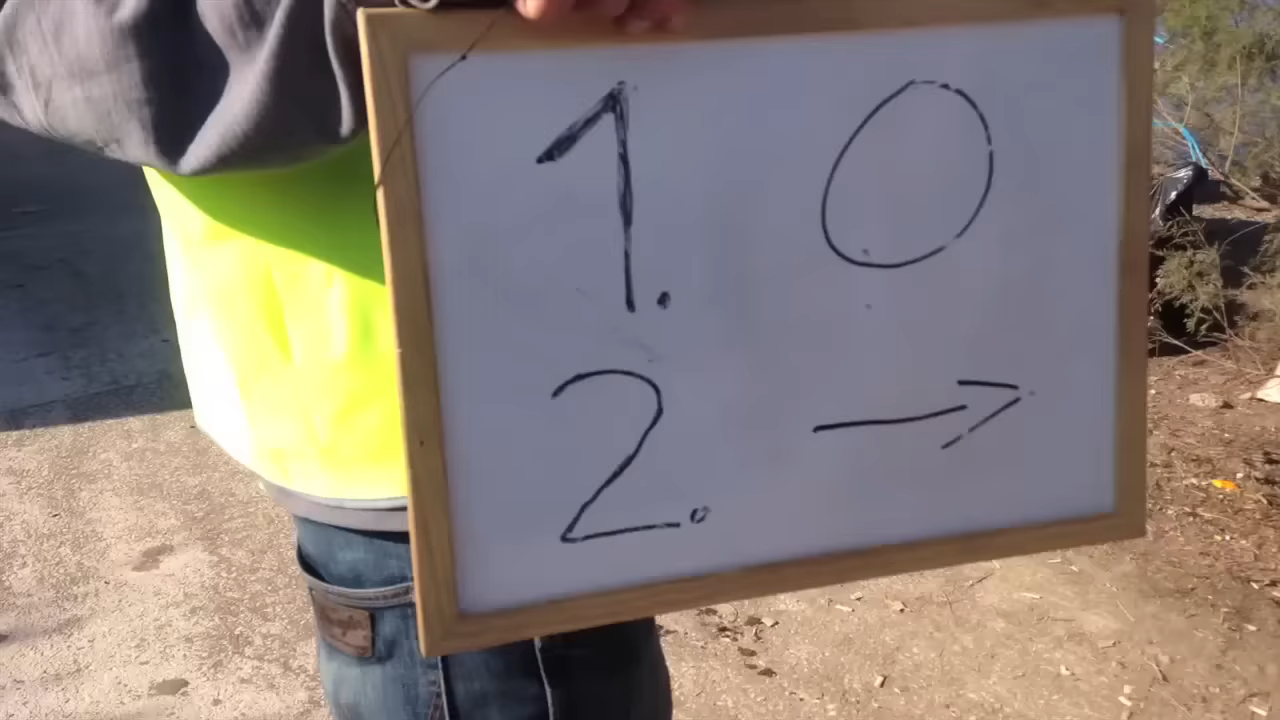 1. O
2. →